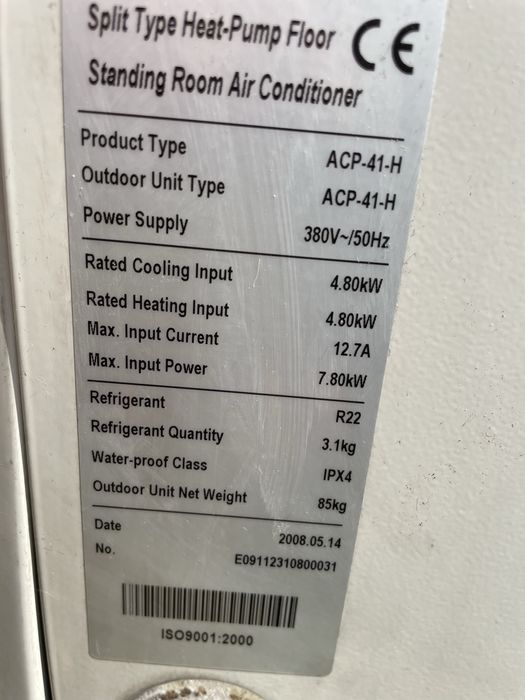 Split Type Heat-Pump Floor CE
Standing Room Air Conditioner
Product Type ACP-41-H
Outdoor Unit Type ACP-41-H
Power Supply 380V~/50Hz
Rated Cooling Input 4.80kW
Rated Heating Input 4.80kW
Max. Input Current 12.7A
Max. Input Power 7.80kW
Refrigerant R22
Refrigerant Quantity 3.1kg
Water-proof Class IPX4
Outdoor Unit Net Weight 85kg
Date 2008.05.14
No. E09112310800031
ISO9001:2000